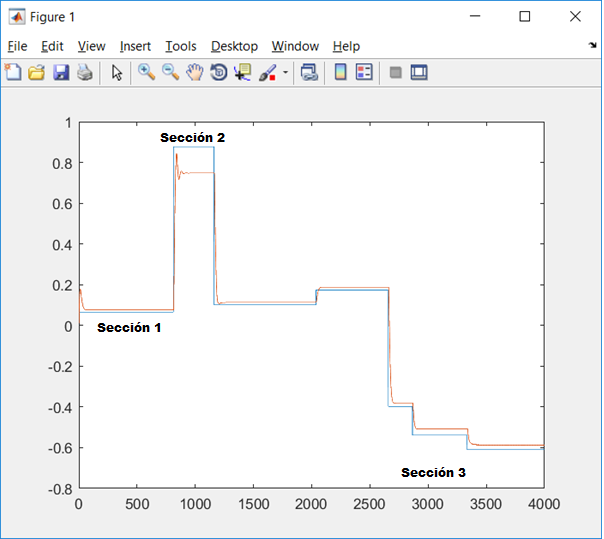 Figure 1
File Edit View Insert Tools Desktop Window Help
1
Sección 2
0.8
0.6
0.4
0.2
0
Sección 1
-0.2
-0.4
-0.6
Sección 3
-0.8
0 500 1000 1500 2000 2500 3000 3500 4000